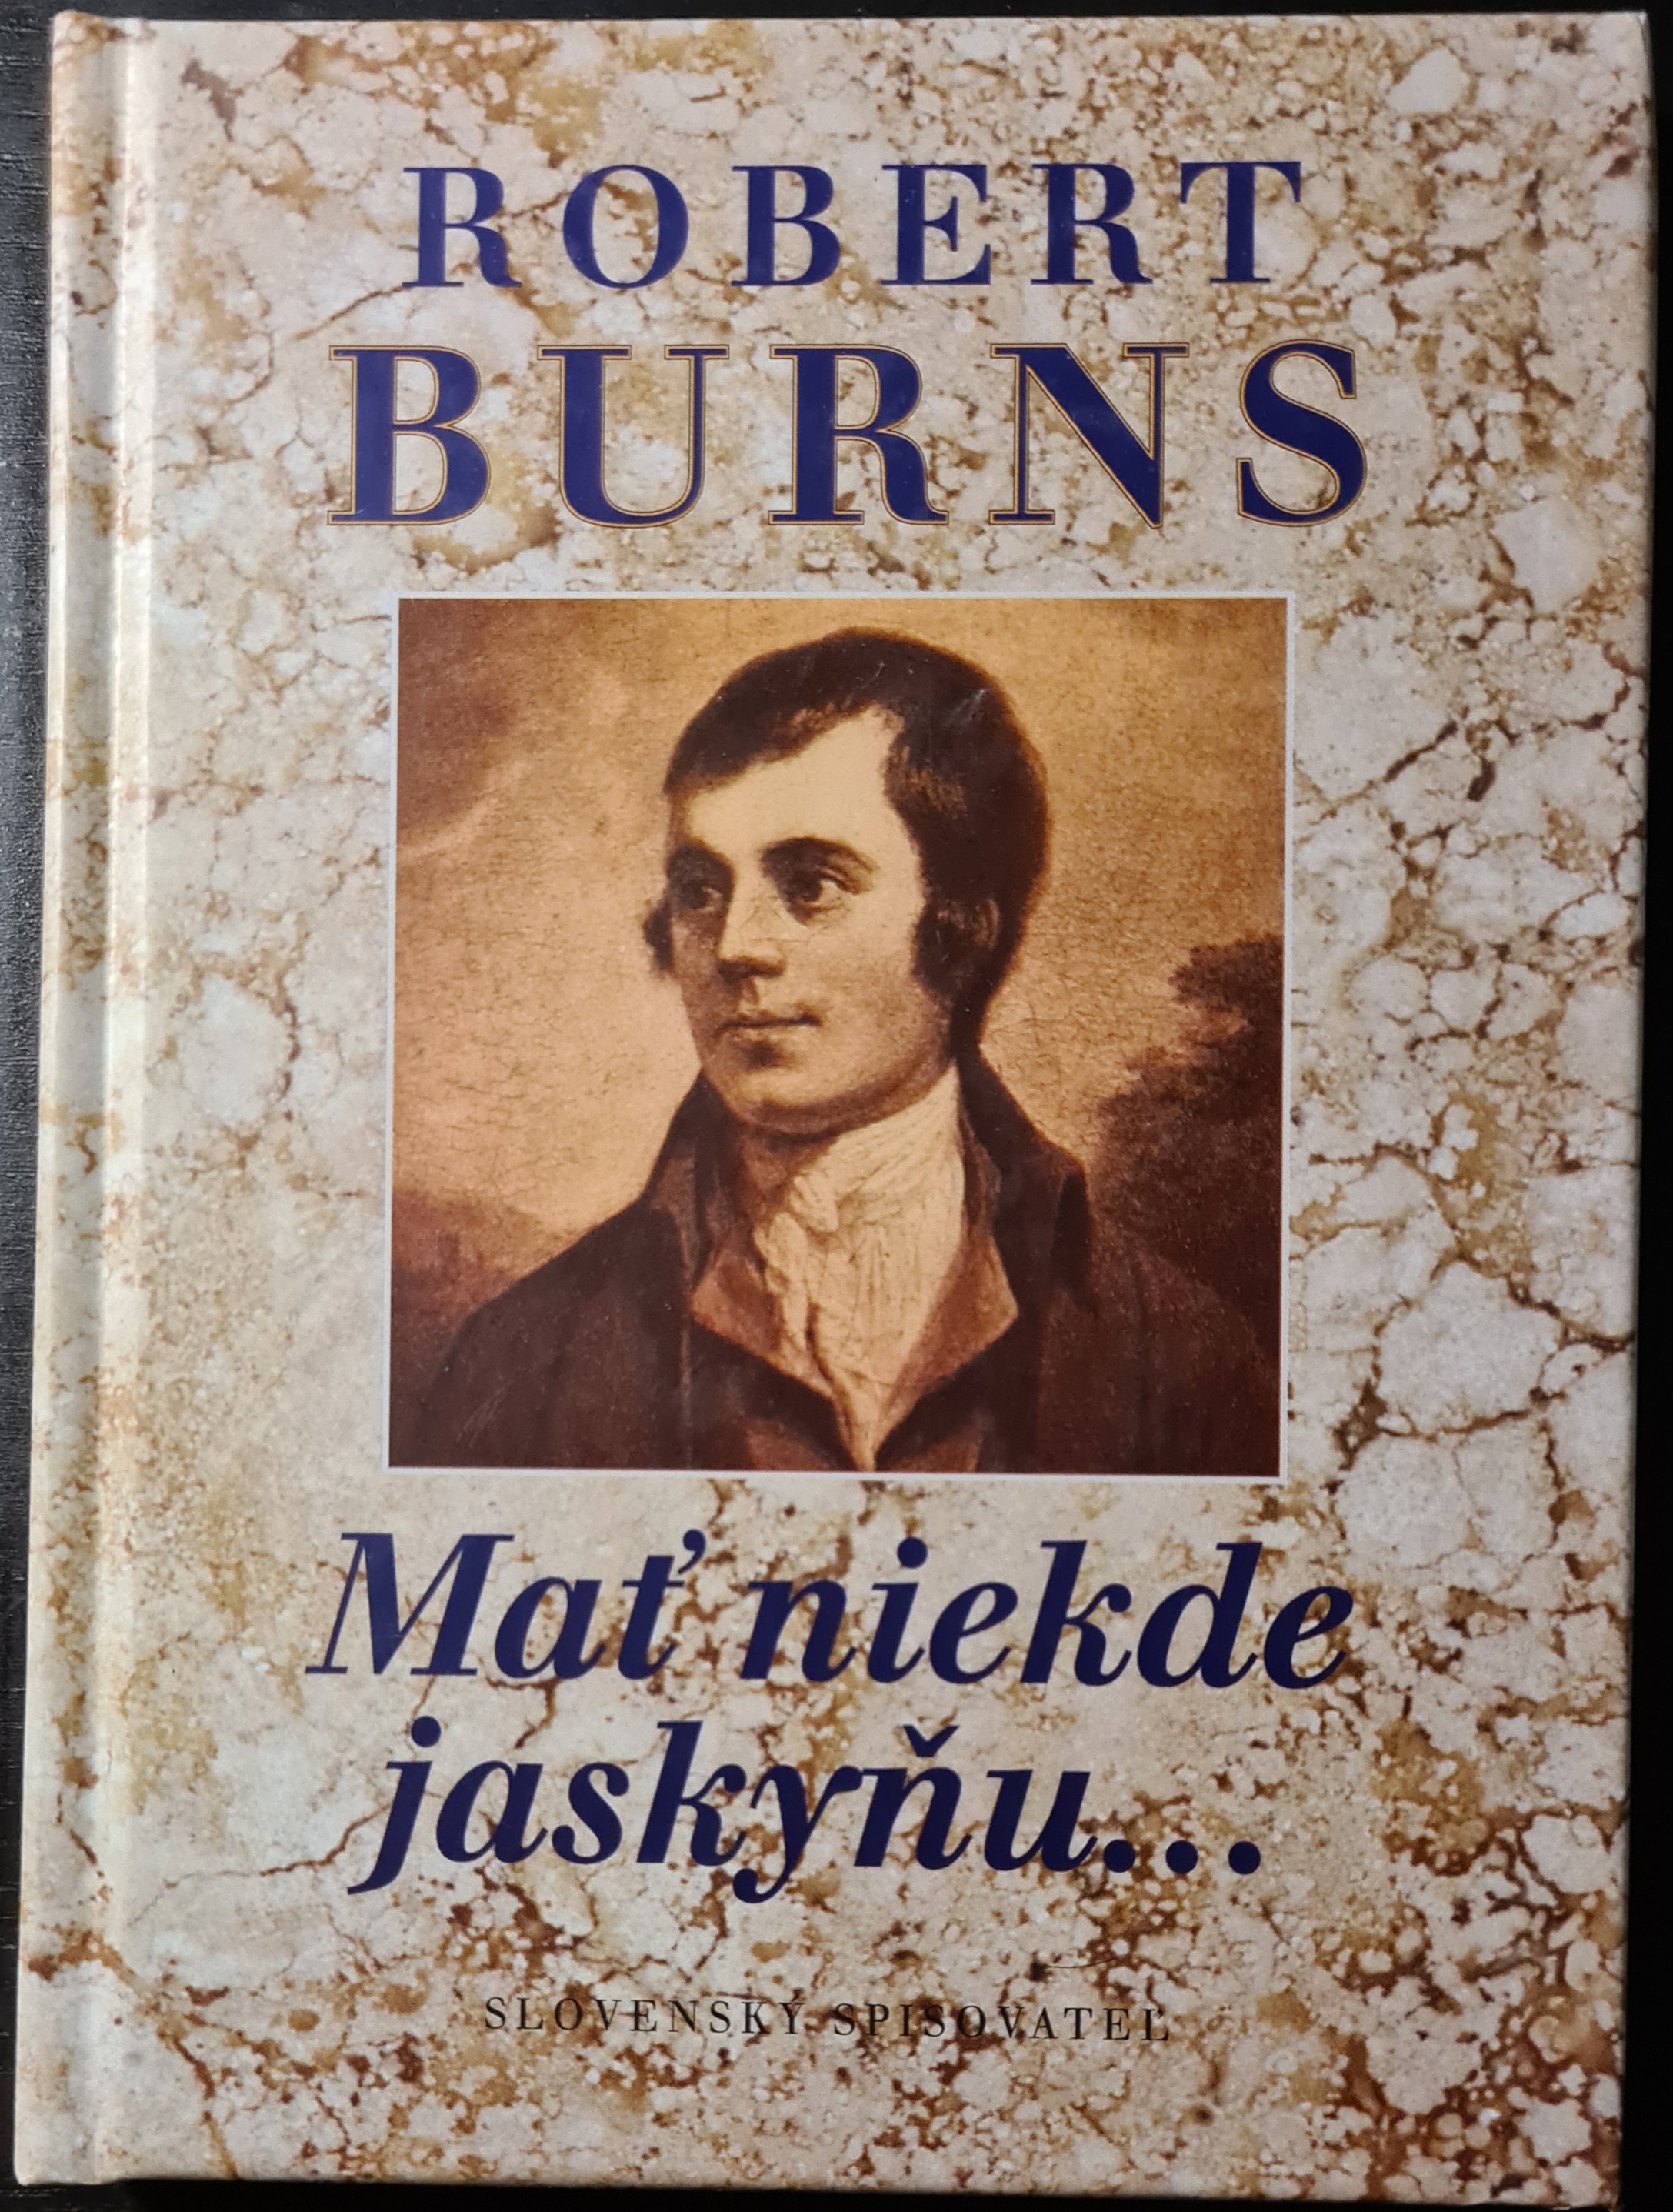 ROBERT
BURNS
Mať niekde
jaskyňu...
SLOVENSKÝ SPISOVATEĽ